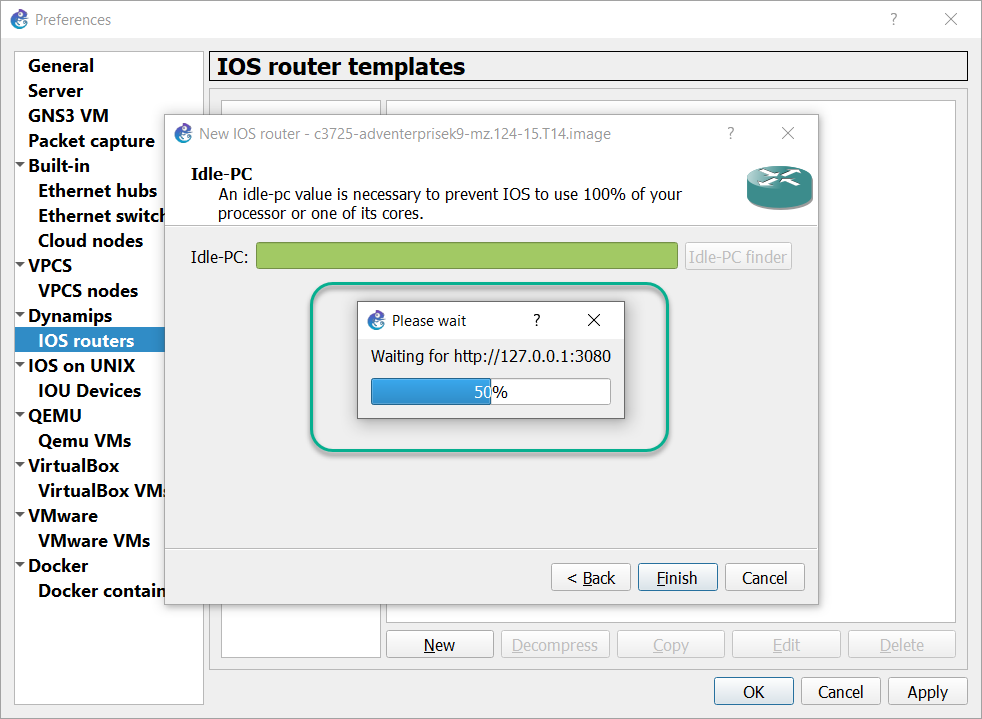 Preferences
?
General
Server
GNS3 VM
Packet capture
Built-in
Ethernet hubs
Ethernet switch
Cloud nodes
VPCS
VPCS nodes
Dynamips
IOS routers
IOS on UNIX
IOU Devices
QEMU
Qemu VMs
VirtualBox
VirtualBox VMs
VMware
VMware VMs
Docker
Docker contain
IOS router templates
New IOS router - c3725-adventerprisek9-mz.124-15.T14.image
?
Idle-PC
An idle-pc value is necessary to prevent IOS to use 100% of your
processor or one of its cores.
Idle-PC:
Idle-PC finder
Please wait
?
Waiting for http://127.0.0.1:3080
50%
< Back
Finish
Cancel
New
Decompress
Copy
Edit
Delete
OK
Cancel
Apply